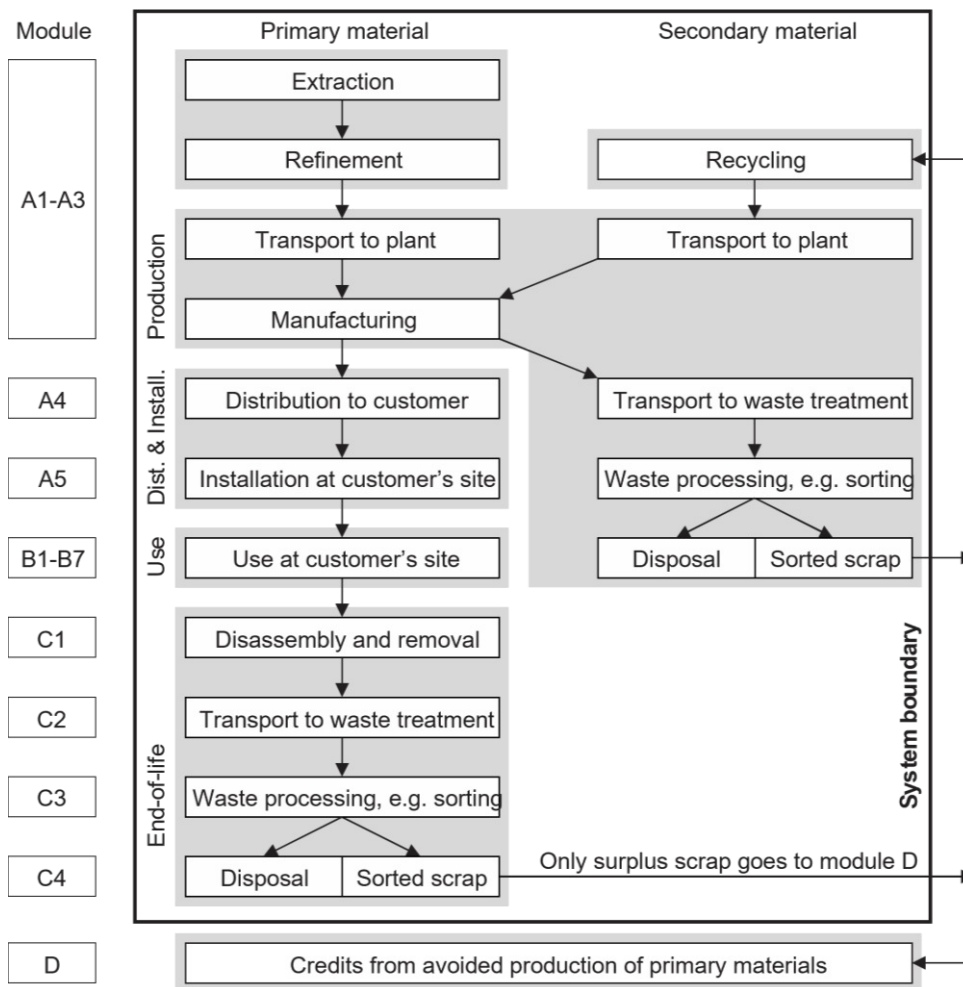 Module
Primary material
Secondary material
Extraction
Refinement
Recycling
A1-A3
Transport to plant
Transport to plant
Production
Manufacturing
A4
Dist. & Install.
Distribution to customer
Transport to waste treatment
A5
Installation at customer's site
Waste processing, e.g. sorting
B1-B7
Use
Use at customer's site
Disposal
Sorted scrap
C1
Disassembly and removal
System boundary
C2
Transport to waste treatment
End-of-life
C3
Waste processing, e.g. sorting
C4
Disposal
Sorted scrap
Only surplus scrap goes to module D
D
Credits from avoided production of primary materials